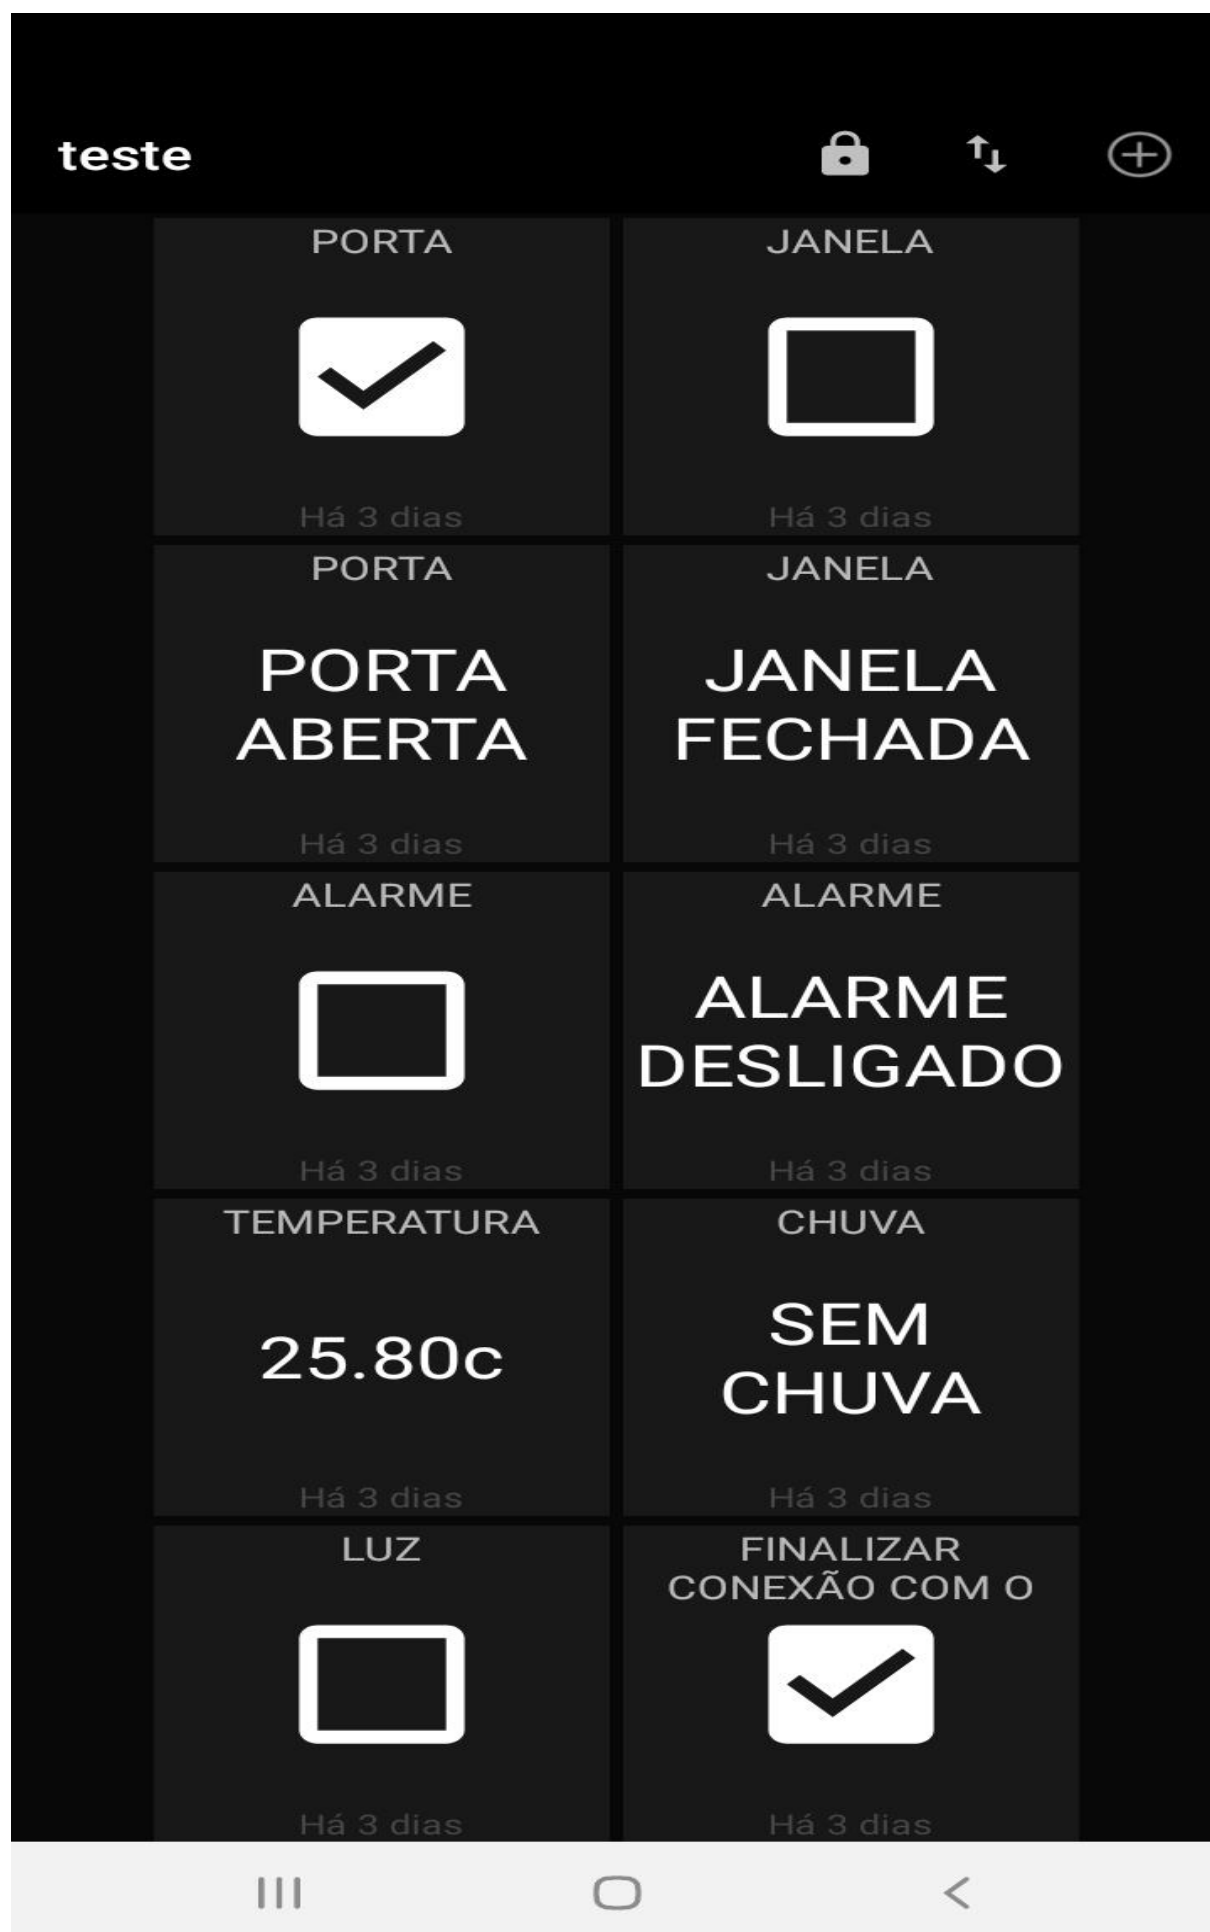 teste
PORTA
Há 3 dias
JANELA
Há 3 dias
PORTA
PORTA
ABERTA
Há 3 dias
JANELA
JANELA
FECHADA
Há 3 dias
ALARME
Há 3 dias
ALARME
ALARME
DESLIGADO
Há 3 dias
TEMPERATURA
25.80c
Há 3 dias
CHUVA
SEM
CHUVA
Há 3 dias
LUZ
Há 3 dias
FINALIZAR
CONEXÃO COM O
Há 3 dias